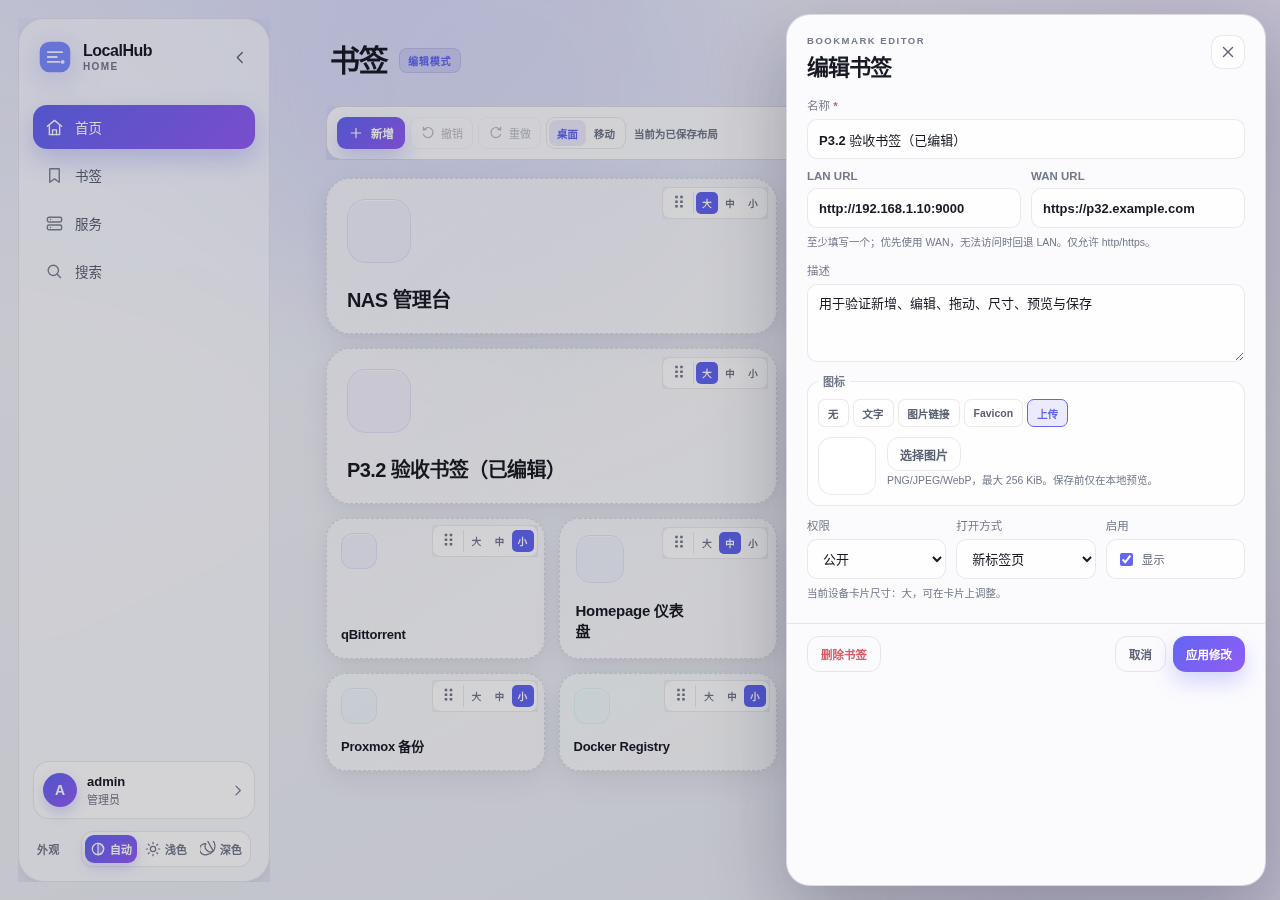 LocalHub
HOME
首页
书签
服务
搜索
A
admin
管理员
外观
自动
浅色
深色
书签
编辑模式
新增
撤销
重做
桌面
移动
当前为已保存布局
大 中 小
NAS 管理台
大 中 小
P3.2 验收书签（已编辑）
大 中 小
qBittorrent
大 中 小
Homepage 仪表
盘
大 中 小
Proxmox 备份
大 中 小
Docker Registry
BOOKMARK EDITOR
编辑书签
名称 *
P3.2 验收书签（已编辑）
LAN URL
WAN URL
http://192.168.1.10:9000
https://p32.example.com
至少填写一个；优先使用 WAN，无法访问时回退 LAN。仅允许 http/https。
描述
用于验证新增、编辑、拖动、尺寸、预览与保存
图标
无 文字 图片链接 Favicon 上传
选择图片
PNG/JPEG/WebP，最大 256 KiB。保存前仅在本地预览。
权限
打开方式
启用
公开
新标签页
显示
当前设备卡片尺寸：大，可在卡片上调整。
删除书签
取消
应用修改